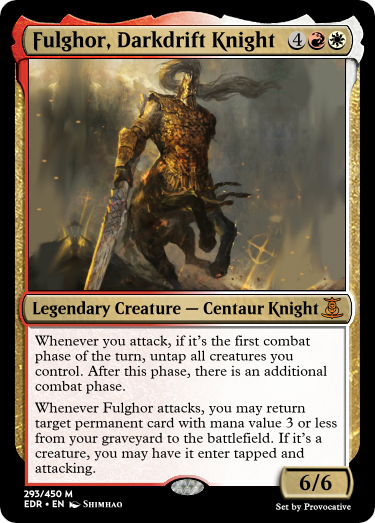 Fulghor, Darkdrift Knight 4
Legendary Creature — Centaur Knight
Whenever you attack, if it's the first combat
phase of the turn, untap all creatures you
control. After this phase, there is an additional
combat phase.
Whenever Fulghor attacks, you may return
target permanent card with mana value 3 or less
from your graveyard to the battlefield. If it's a
creature, you may have it enter tapped and
attacking.
6/6
293/450 M
EDR • EN Shimhao
Set by Provocative